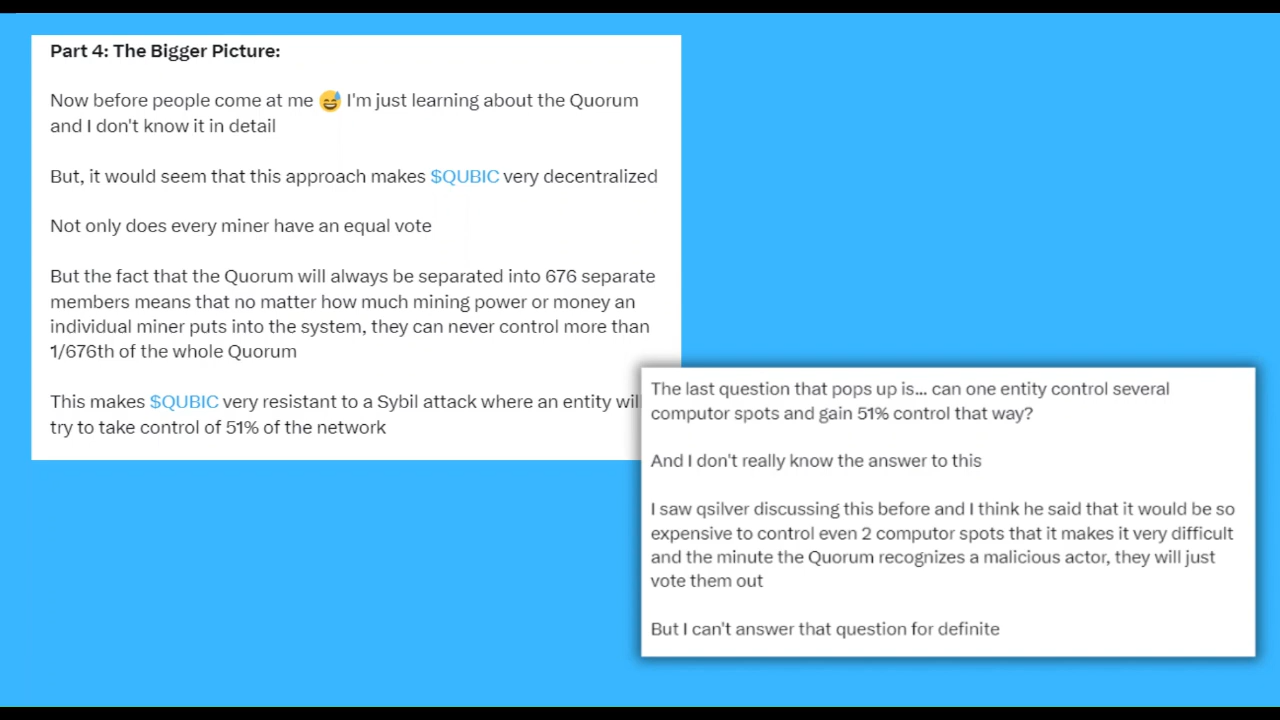 Part 4: The Bigger Picture:
Now before people come at me 😅 I'm just learning about the Quorum
and I don't know it in detail
But, it would seem that this approach makes $QUBIC very decentralized
Not only does every miner have an equal vote
But the fact that the Quorum will always be separated into 676 separate
members means that no matter how much mining power or money an
individual miner puts into the system, they can never control more than
1/676th of the whole Quorum
This makes $QUBIC very resistant to a Sybil attack where an entity will
try to take control of 51% of the network
The last question that pops up is... can one entity control several
computor spots and gain 51% control that way?
And I don't really know the answer to this
I saw qsilver discussing this before and I think he said that it would be so
expensive to control even 2 computor spots that it makes it very difficult
and the minute the Quorum recognizes a malicious actor, they will just
vote them out
But I can't answer that question for definite